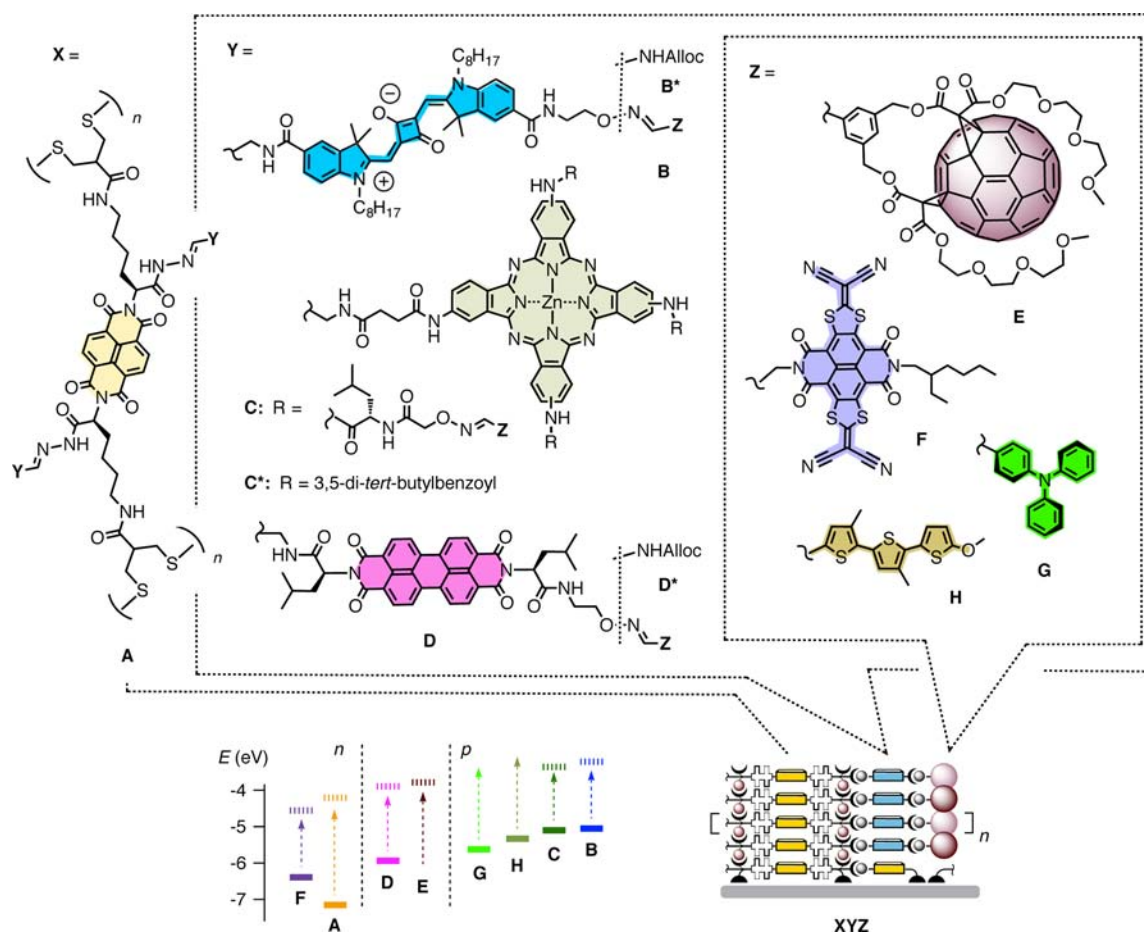 X =
Y =
Z =
n
S
S
O
HN
Y
HN-N
O
O
N
O
O
N
O
O
NH
N
Y
HN
O
S
n
S
A
C8H17
N
NHAlloc
B*
O
⊖
H
N
O
N
O
Z
B
O
N
H
O
N
⊕
C8H17
HN
R
N
N
N
N
N
Zn
N
NH
R
N
N
N
N
H
O
O
N
H
NH
R
C: R =
O
N
H
O
O
N
Z
C*: R = 3,5-di-tert-butylbenzoyl
NH
O
O
N
O
O
N
O
O
NH
O
N
Z
NHAlloc
D*
D
O
O
O
O
O
O
O
O
O
O
O
O
O
O
E
N
N
S
S
O
N
O
O
N
O
S
S
N
N
F
N
G
S
S
S
O
H
E (eV)
n
p
-4
-5
-6
-7
F
A
D
E
G
H
C
B
n
XYZ